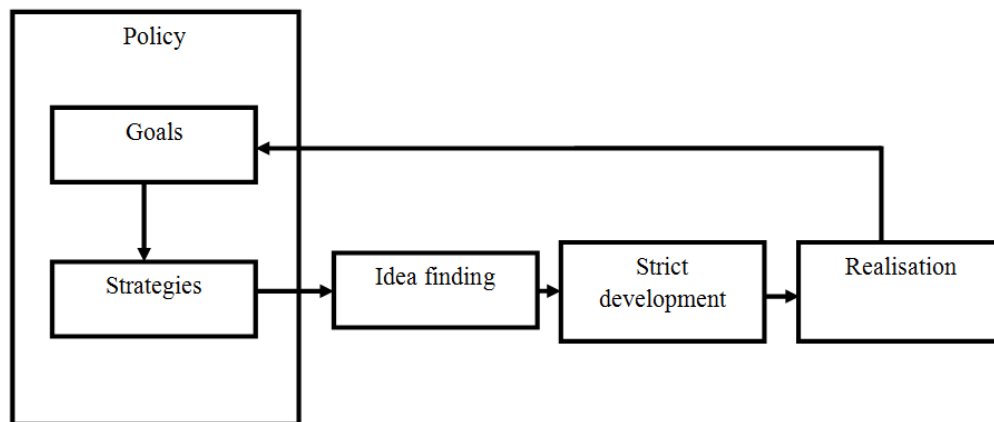 Policy
Goals
Strategies
Idea finding
Strict
development
Realisation